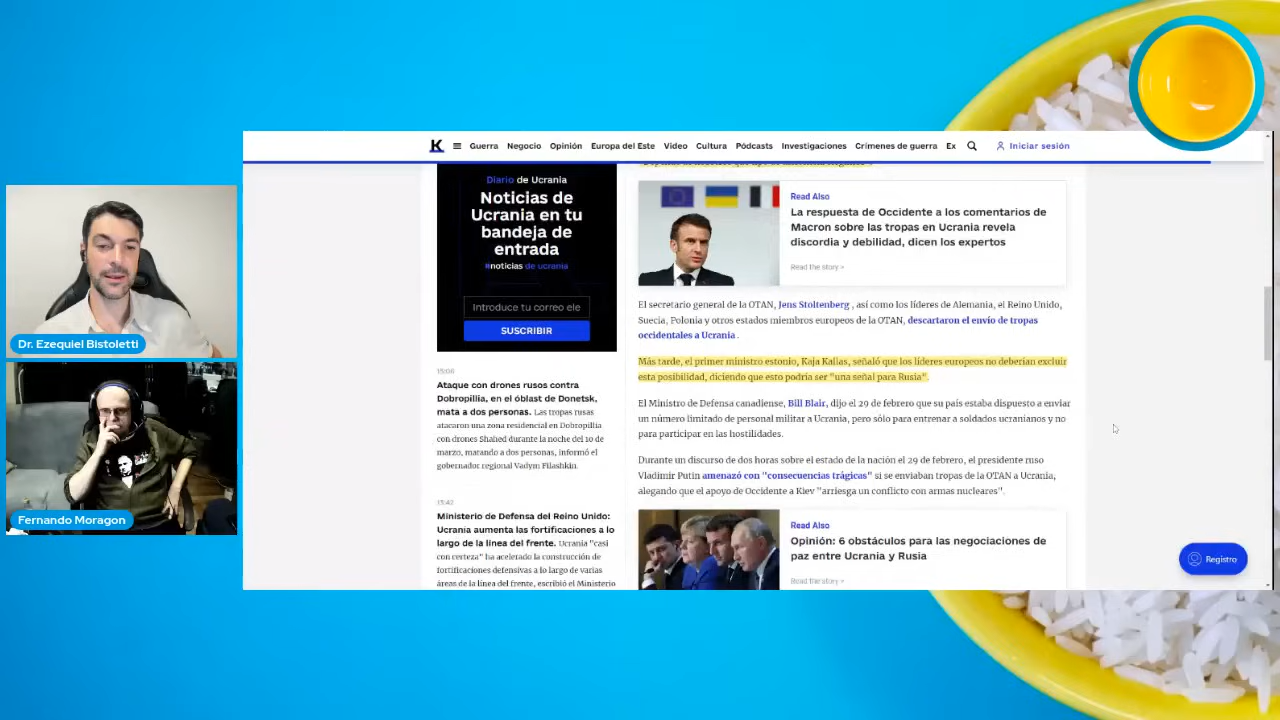 K
Guerra Negocio Opinión Europa del Este Video Cultura Pódcasts Investigaciones Crímenes de guerra Ex
Iniciar sesión
Diario de Ucrania
Noticias de
Ucrania en tu
bandeja de
entrada
#noticias de ucrania
Introduce tu correo ele
SUSCRIBIR
15:08
Ataque con drones rusos contra
Dobropillia, en el óblast de Donetsk,
mata a dos personas. Las tropas rusas
atacaron una zona residencial en Dobropillia
con drones Shahed durante la noche del 10 de
marzo, matando a dos personas, informó el
gobernador regional Vadym Filashkin.
Ministerio de Defensa del Reino Unido:
Ucrania aumenta las fortificaciones a lo
largo de la línea del frente. Ucrania "casi
con certeza" ha acelerado la construcción de
fortificaciones defensivas a lo largo de varias
áreas de la línea del frente, escribió el Ministerio
Read Also
La respuesta de Occidente a los comentarios de
Macron sobre las tropas en Ucrania revela
discordia y debilidad, dicen los expertos
Read the story »
El secretario general de la OTAN, Jens Stoltenberg , así como los líderes de Alemania, el Reino Unido,
Suecia, Polonia y otros estados miembros europeos de la OTAN, descartaron el envío de tropas
occidentales a Ucrania .
Más tarde, el primer ministro estonio, Kaja Kallas, señaló que los líderes europeos no deberían excluir
esta posibilidad, diciendo que esto podría ser "una señal para Rusia".
El Ministro de Defensa canadiense, Bill Blair, dijo el 29 de febrero que su país estaba dispuesto a enviar
un número limitado de personal militar a Ucrania, pero sólo para entrenar a soldados ucranianos y no
para participar en las hostilidades.
Durante un discurso de dos horas sobre el estado de la nación el 29 de febrero, el presidente ruso
Vladimir Putin amenazó con "consecuencias trágicas" si se enviaban tropas de la OTAN a Ucrania,
alegando que el apoyo de Occidente a Kiev "arriesga un conflicto con armas nucleares".
Read Also
Opinión: 6 obstáculos para las negociaciones de
paz entre Ucrania y Rusia
Read the story »
Registro
Dr. Ezequiel Bistoletti
Fernando Moragon